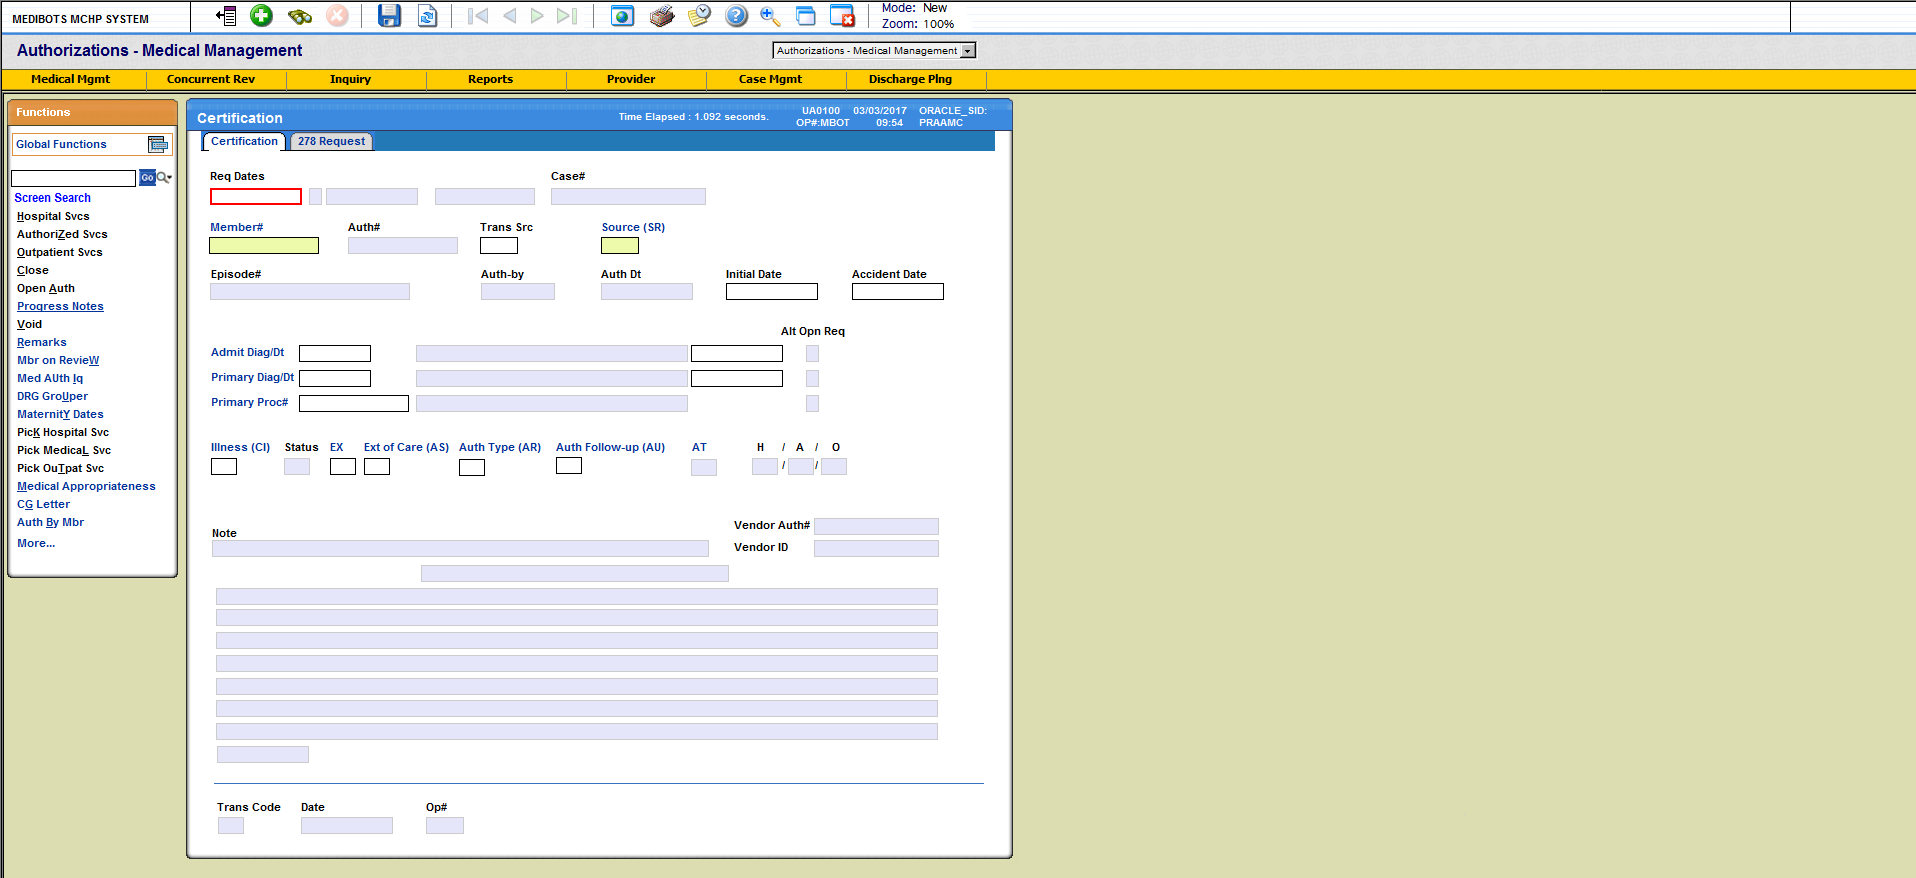 MEDIBOTS MCHP SYSTEM
Mode: New
Zoom: 100%
Authorizations - Medical Management
Authorizations - Medical Management
Medical Mgmt
Concurrent Rev
Inquiry
Reports
Provider
Case Mgmt
Discharge Plng
Functions
Global Functions
Go
Screen Search
Hospital Svcs
AuthoriZed Svcs
Outpatient Svcs
Close
Open Auth
Progress Notes
Void
Remarks
Mbr on RevieW
Med AUth Iq
DRG GroUper
MaternitY Dates
PicK Hospital Svc
Pick MedicaL Svc
Pick OuTpat Svc
Medical Appropriateness
CG Letter
Auth By Mbr
More...
Certification
Time Elapsed : 1.092 seconds.
UA0100 03/03/2017 ORACLE_SID:
OP#:MBOT 09:54 PRAAMC
Certification
278 Request
Req Dates
Case#
Member#
Auth#
Trans Src
Source (SR)
Episode#
Auth-by
Auth Dt
Initial Date
Accident Date
Alt Opn Req
Admit Diag/Dt
Primary Diag/Dt
Primary Proc#
Illness (CI)
Status
EX
Ext of Care (AS)
Auth Type (AR)
Auth Follow-up (AU)
AT
H / A / O
/ /
Vendor Auth#
Note
Vendor ID
Trans Code
Date
Op#